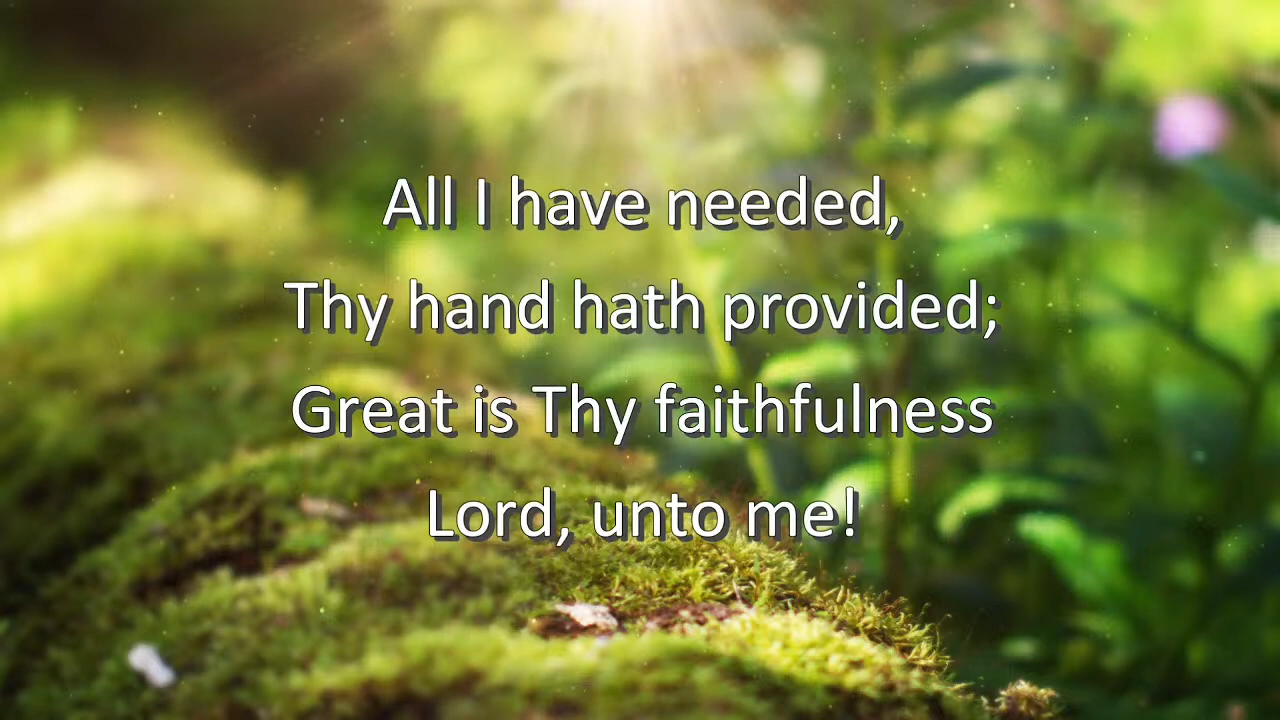 All I have needed,
Thy hand hath provided;
Great is Thy faithfulness
Lord, unto me!